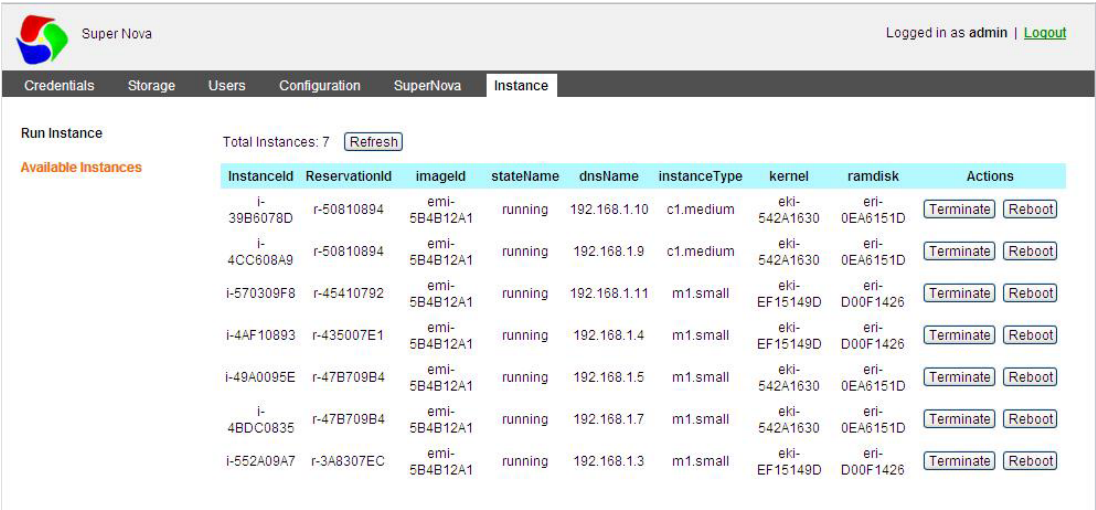 Super Nova
Logged in as admin | Logout
Credentials Storage Users Configuration SuperNova Instance
Run Instance
Available Instances
Total Instances: 7 Refresh
InstanceId ReservationId imageId stateName dnsName instanceType kernel ramdisk Actions
i- emi- eki- eri-
39B6078D r-50810894 5B4B12A1 running 192.168.1.10 c1.medium 542A1630 0EA6151D Terminate Reboot
i- emi- eki- eri-
4CC608A9 r-50810894 5B4B12A1 running 192.168.1.9 c1.medium 542A1630 0EA6151D Terminate Reboot
emi- eki- eri-
i-570309F8 r-45410792 5B4B12A1 running 192.168.1.11 m1.small EF15149D D00F1426 Terminate Reboot
emi- eki- eri-
i-4AF10893 r-435007E1 5B4B12A1 running 192.168.1.4 m1.small EF15149D D00F1426 Terminate Reboot
emi- eki- eri-
i-49A0095E r-47B709B4 5B4B12A1 running 192.168.1.5 m1.small 542A1630 0EA6151D Terminate Reboot
i- emi- eki- eri-
4BDC0835 r-47B709B4 5B4B12A1 running 192.168.1.7 m1.small 542A1630 0EA6151D Terminate Reboot
emi- eki- eri-
i-552A09A7 r-3A8307EC 5B4B12A1 running 192.168.1.3 m1.small EF15149D D00F1426 Terminate Reboot